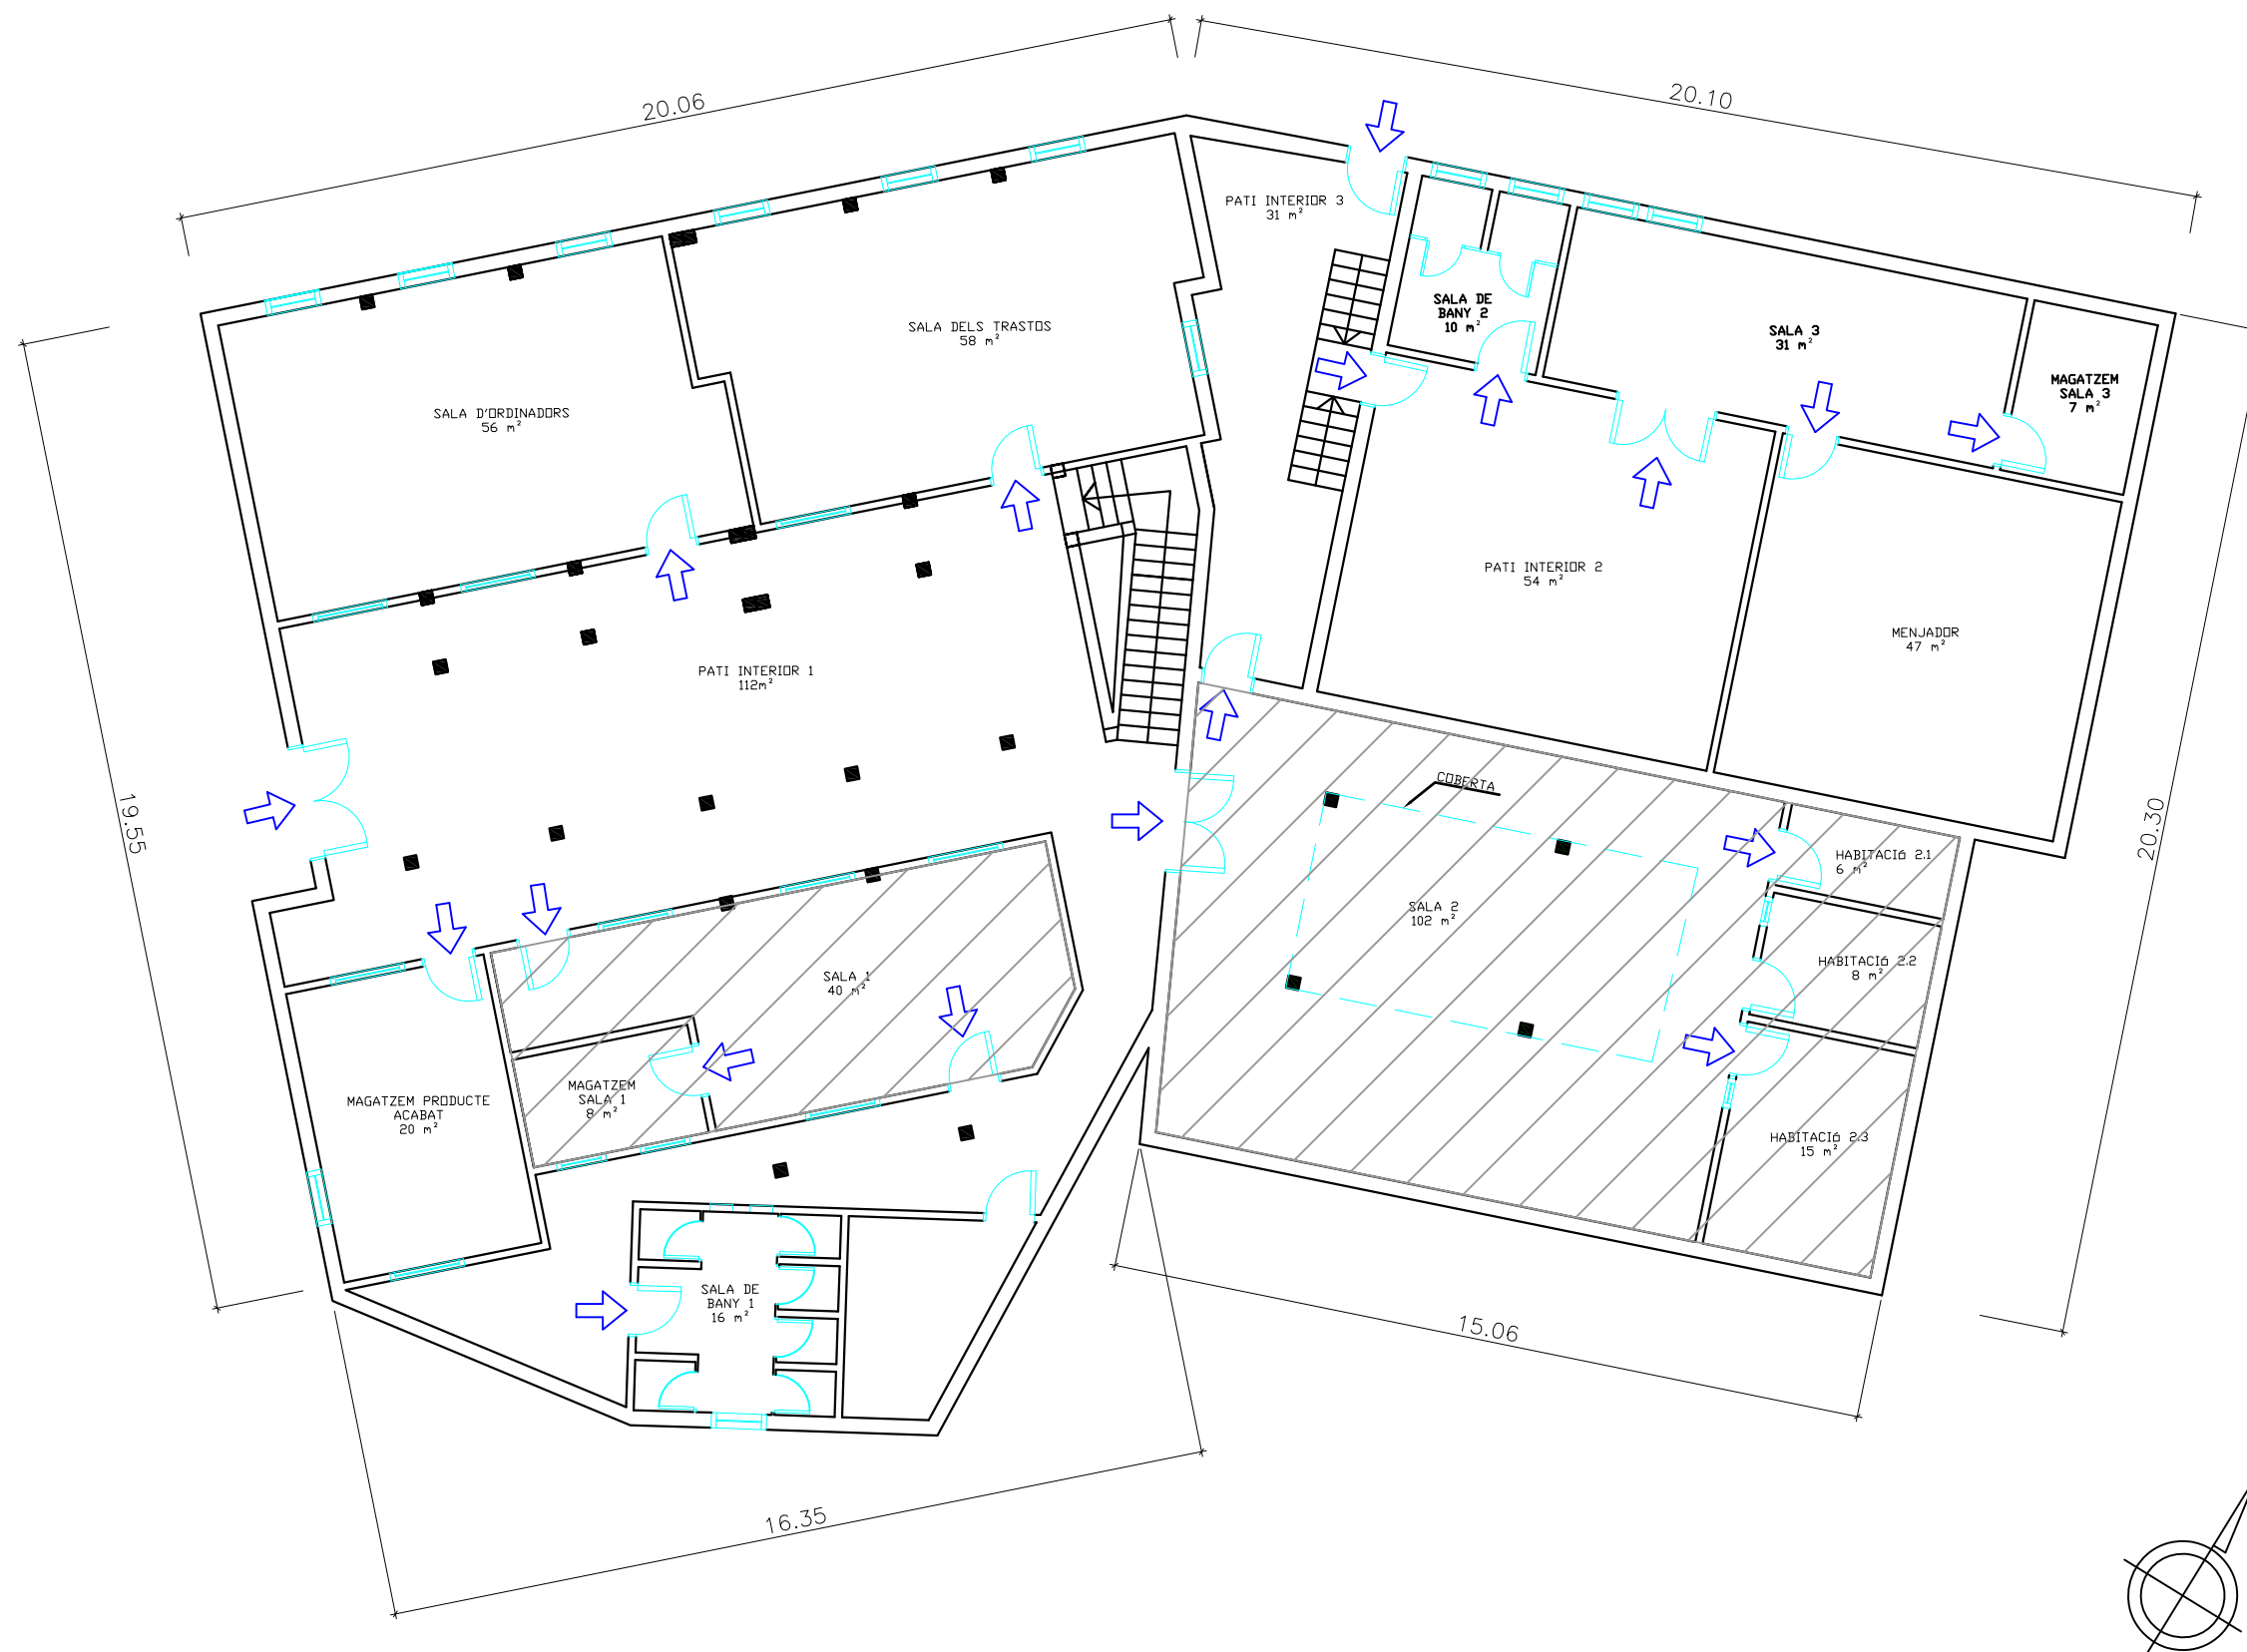 20.06
20.10
PATI INTERIOR 3
31 m²
SALA DE
BANY 2
10 m²
SALA DELS TRASTOS
58 m²
SALA 3
31 m²
MAGATZEM
SALA 3
7 m²
SALA D'ORDINADORS
56 m²
PATI INTERIOR 2
54 m²
MENJADOR
47 m²
PATI INTERIOR 1
112m²
19.55
COBERTA
20.30
HABITACIó 2.1
6 m²
SALA 2
102 m²
HABITACIó 2.2
8 m²
SALA 1
40 m²
MAGATZEM
SALA 1
8 m²
MAGATZEM PRODUCTE
ACABAT
20 m²
HABITACIó 2.3
15 m²
SALA DE
BANY 1
16 m²
15.06
16.35